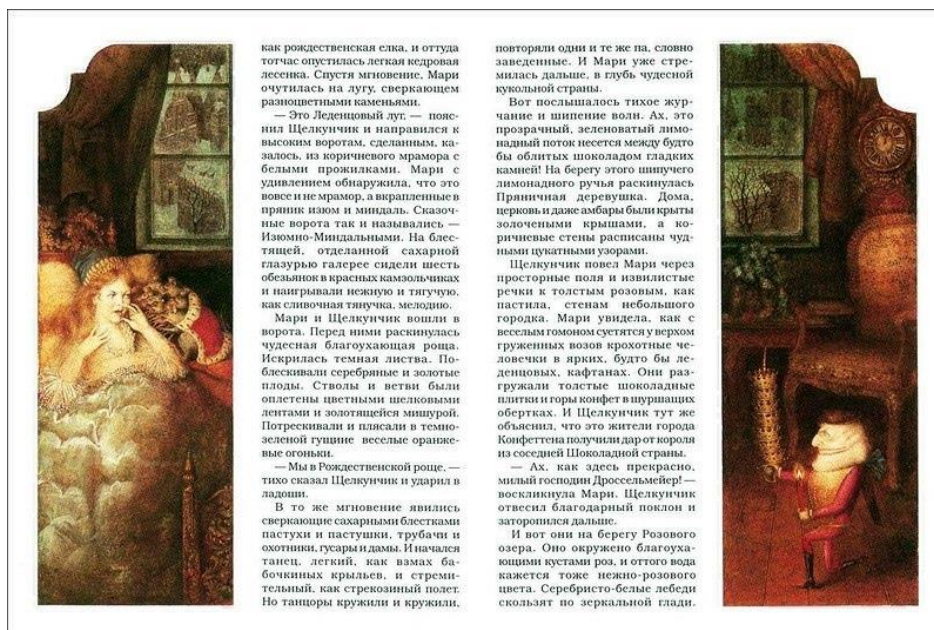 как рождественская елка, и оттуда
тотчас опустилась легкая кедровая
лесенка. Спустя мгновение, Мари
очутилась на лугу, сверкающем
разноцветными каменьями.
— Это Леденцовый луг, — пояс-
нил Щелкунчик и направился к
высоким воротам, сделанным, ка-
залось, из коричневого мрамора с
белыми прожилками. Мари с
удивлением обнаружила, что это
вовсе и не мрамор, а вкрапленные в
пряник изюм и миндаль. Сказоч-
ные ворота так и назывались —
Изюмно-Миндальными. На блес-
тящей, отделанной сахарной
глазурью галерее сидели шесть
обезьянок в красных камзольчиках
и наигрывали нежную и тягучую,
как сливочная тянучка, мелодию.
Мари и Щелкунчик вошли в
ворота. Перед ними раскинулась
чудесная благоухающая роща.
Искрилась темная листва. По-
блескивали серебряные и золотые
плоды. Стволы и ветви были
оплетены цветными шелковыми
лентами и золотящейся мишурой.
Потрескивали и плясали в темно-
зеленой гущине веселые оранже-
вые огоньки.
— Мы в Рождественской роще, —
тихо сказал Щелкунчик и ударил в
ладоши.
В то же мгновение явились
сверкающие сахарными блестками
пастухи и пастушки, трубачи и
охотники, гусары и дамы. И начался
танец, легкий, как взмах ба-
бочкиных крыльев, и стреми-
тельный, как стрекозиный полет.
Но танцоры кружили и кружили,
повторяли одни и те же па, словно
заведенные. И Мари уже стре-
милась дальше, в глубь чудесной
кукольной страны.
Вот послышалось тихое жур-
чание и шипение волн. Ах, это
прозрачный, зеленоватый лимо-
надный поток несется между будто
бы облитых шоколадом гладких
камней! На берегу этого шипучего
лимонадного ручья раскинулась
Пряничная деревушка. Дома,
церковь и даже амбары были крыты
золочеными крышами, а ко-
ричневые стены расписаны чуд-
ными цукатными узорами.
Щелкунчик повел Мари через
просторные поля и извилистые
речки к толстым розовым, как
пастила, стенам небольшого
городка. Мари увидела, как с
веселым гомоном суетятся у верхом
груженных возов крохотные че-
ловечки в ярких, будто бы ле-
денцовых, кафтанах. Они раз-
гружали толстые шоколадные
плитки и горы конфет в шуршащих
обертках. И Щелкунчик тут же
объяснил, что это жители города
Конфеттена получили дар от короля
из соседней Шоколадной страны.
— Ах, как здесь прекрасно,
милый господин Дроссельмейер! —
воскликнула Мари. Щелкунчик
отвесил благодарный поклон и
заторопился дальше.
И вот они на берегу Розового
озера. Оно окружено благоуха-
ющими кустами роз, и оттого вода
кажется тоже нежно-розового
цвета. Серебристо-белые лебеди
скользят по зеркальной глади.